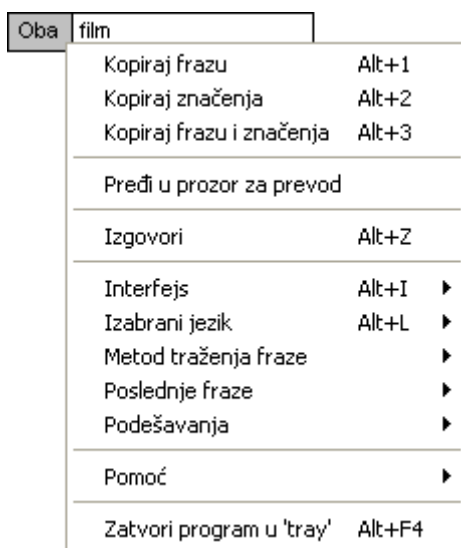 Oba film
Kopiraj frazu Alt+1
Kopiraj značenja Alt+2
Kopiraj frazu i značenja Alt+3
Pređi u prozor za prevod
Izgovori Alt+Z
Interfejs Alt+I
Izabrani jezik Alt+L
Metod traženja fraze
Poslednje fraze
Podešavanja
Pomoć
Zatvori program u 'tray' Alt+F4